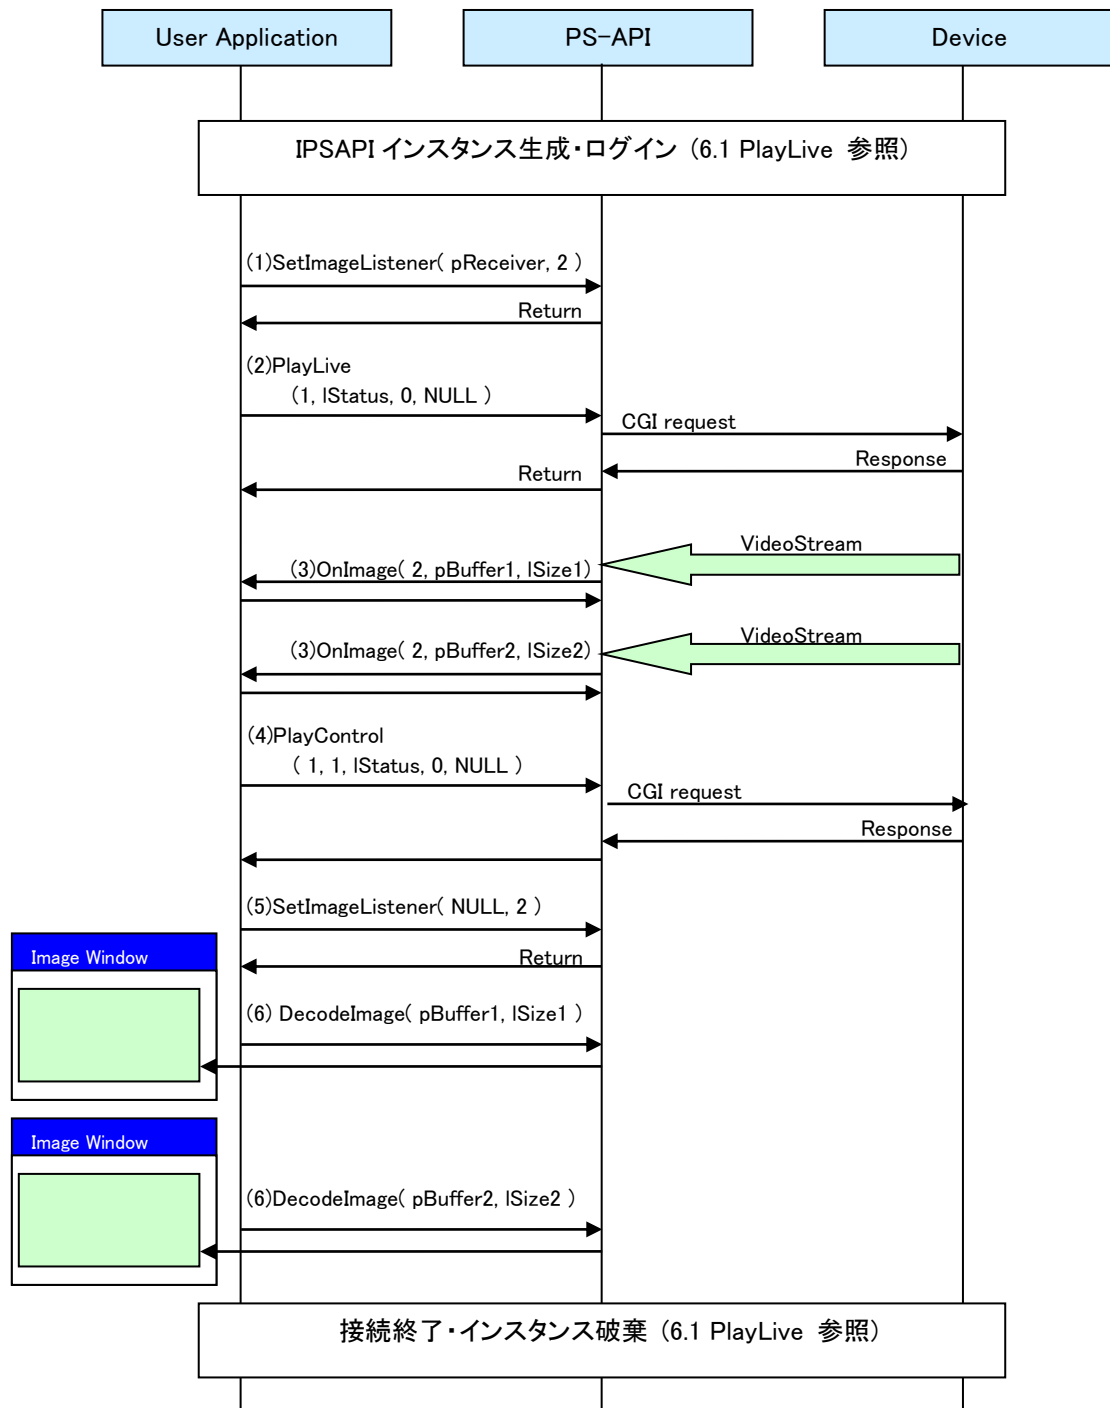 User Application
PS-API
Device
IPSAPI インスタンス生成・ログイン (6.1 PlayLive 参照)
(1)SetImageListener( pReceiver, 2 )
Return
(2)PlayLive
(1, lStatus, 0, NULL )
CGI request
Response
Return
VideoStream
(3)OnImage( 2, pBuffer1, lSize1)
VideoStream
(3)OnImage( 2, pBuffer2, lSize2)
(4)PlayControl
( 1, 1, lStatus, 0, NULL )
CGI request
Response
(5)SetImageListener( NULL, 2 )
Return
Image Window
(6) DecodeImage( pBuffer1, lSize1 )
Image Window
(6)DecodeImage( pBuffer2, lSize2 )
接続終了・インスタンス破棄 (6.1 PlayLive 参照)